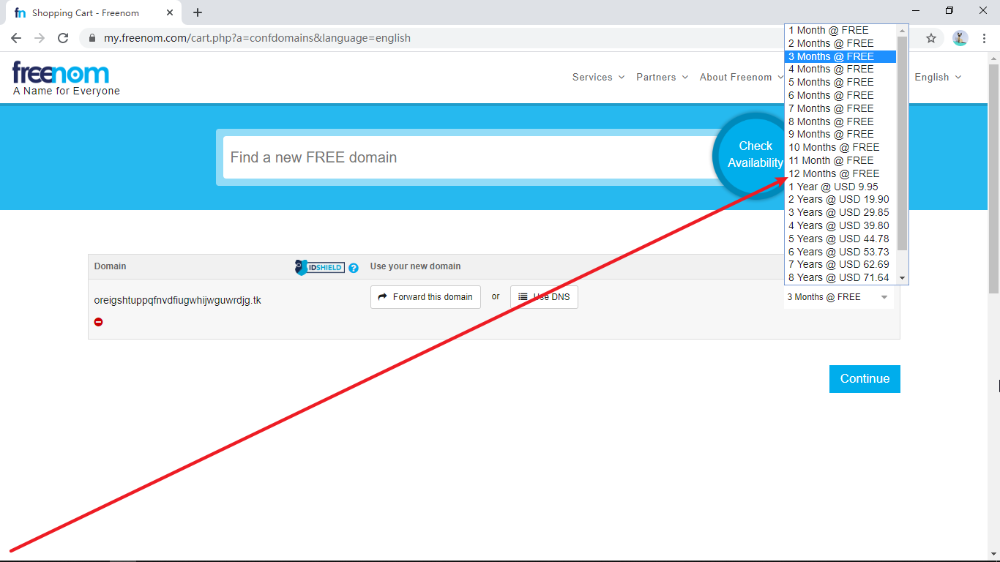 Shopping Cart - Freenom
my.freenom.com/cart.php?a=confdomains&language=english
freenom
A Name for Everyone
Services
Partners
About Freenom
English
Find a new FREE domain
Check
Availability
1 Month @ FREE
2 Months @ FREE
3 Months @ FREE
4 Months @ FREE
5 Months @ FREE
6 Months @ FREE
7 Months @ FREE
8 Months @ FREE
9 Months @ FREE
10 Months @ FREE
11 Month @ FREE
12 Months @ FREE
1 Year @ USD 9.95
2 Years @ USD 19.90
3 Years @ USD 29.85
4 Years @ USD 39.80
5 Years @ USD 44.78
6 Years @ USD 53.73
7 Years @ USD 62.69
8 Years @ USD 71.64
Domain
IDSHIELD
?
Use your new domain
oreigshtuppqfnvdfiugwhijwguwrdjg.tk
Forward this domain
or
Use DNS
3 Months @ FREE
Continue